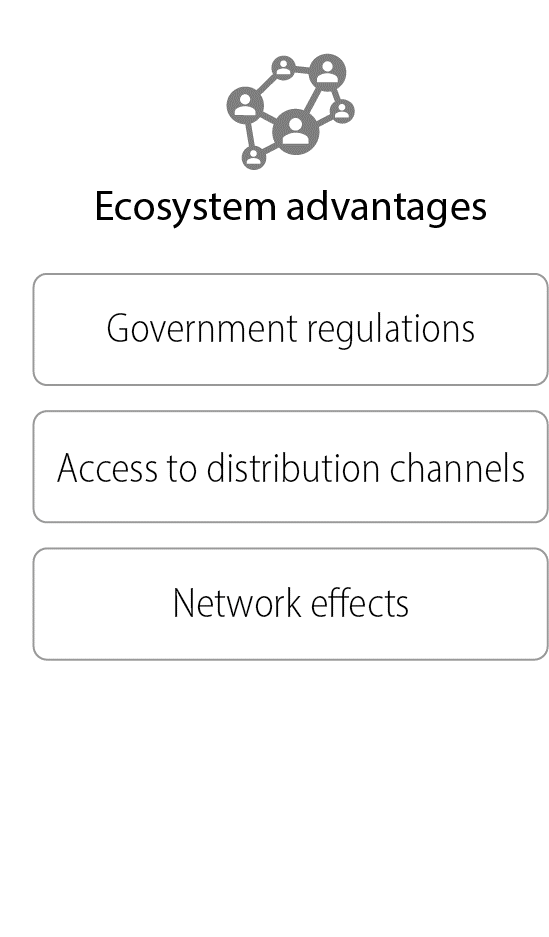 Ecosystem advantages
Government regulations
Access to distribution channels
Network effects